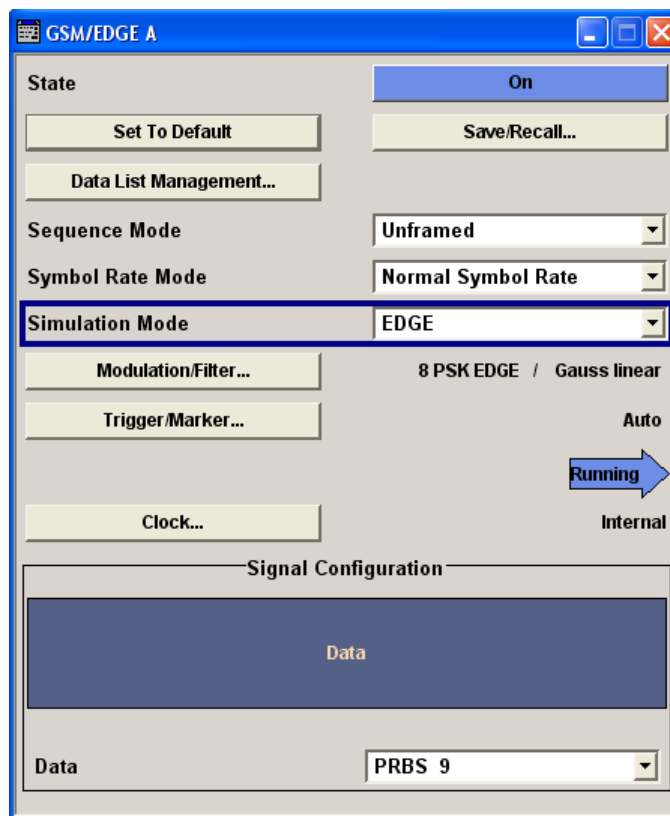 GSM/EDGE A
State On
Set To Default Save/Recall...
Data List Management...
Sequence Mode Unframed
Symbol Rate Mode Normal Symbol Rate
Simulation Mode EDGE
Modulation/Filter... 8 PSK EDGE / Gauss linear
Trigger/Marker... Auto
Running
Clock... Internal
Signal Configuration
Data
Data PRBS 9